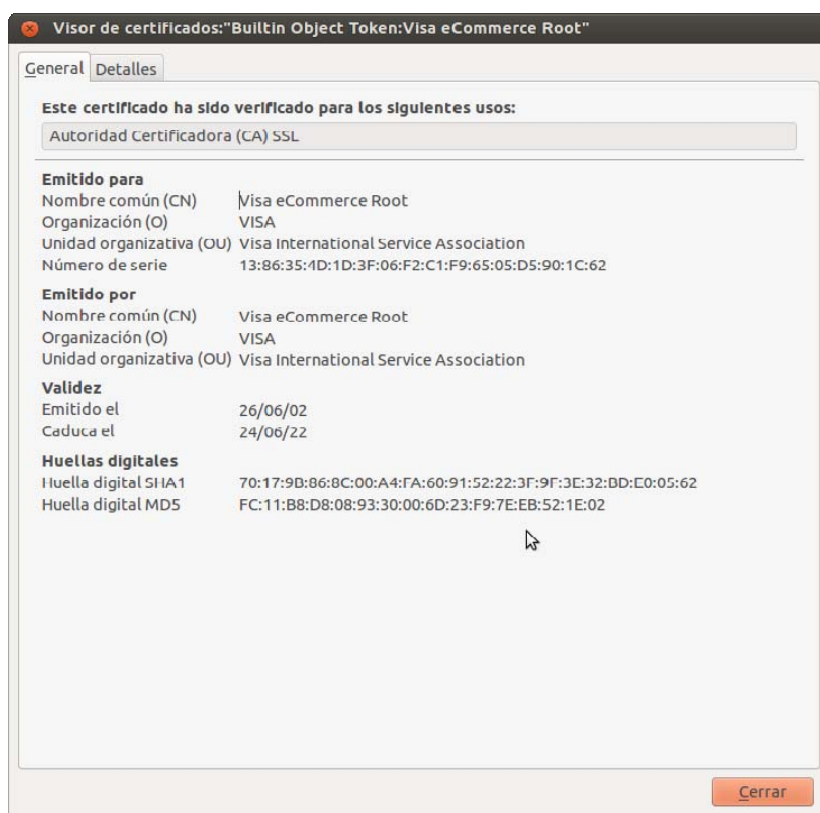 Visor de certificados:"Builtin Object Token:Visa eCommerce Root"
General Detalles
Este certificado ha sido verificado para los siguientes usos:
Autoridad Certificadora (CA) SSL
Emitido para
Nombre común (CN) Visa eCommerce Root
Organización (O) VISA
Unidad organizativa (OU) Visa International Service Association
Número de serie 13:86:35:4D:1D:3F:06:F2:C1:F9:65:05:D5:90:1C:62
Emitido por
Nombre común (CN) Visa eCommerce Root
Organización (O) VISA
Unidad organizativa (OU) Visa International Service Association
Validez
Emitido el 26/06/02
Caduca el 24/06/22
Huellas digitales
Huella digital SHA1 70:17:9B:86:8C:00:A4:FA:60:91:52:22:3F:9F:3E:32:BD:E0:05:62
Huella digital MD5 FC:11:B8:D8:08:93:30:00:6D:23:F9:7E:EB:52:1E:02
Cerrar